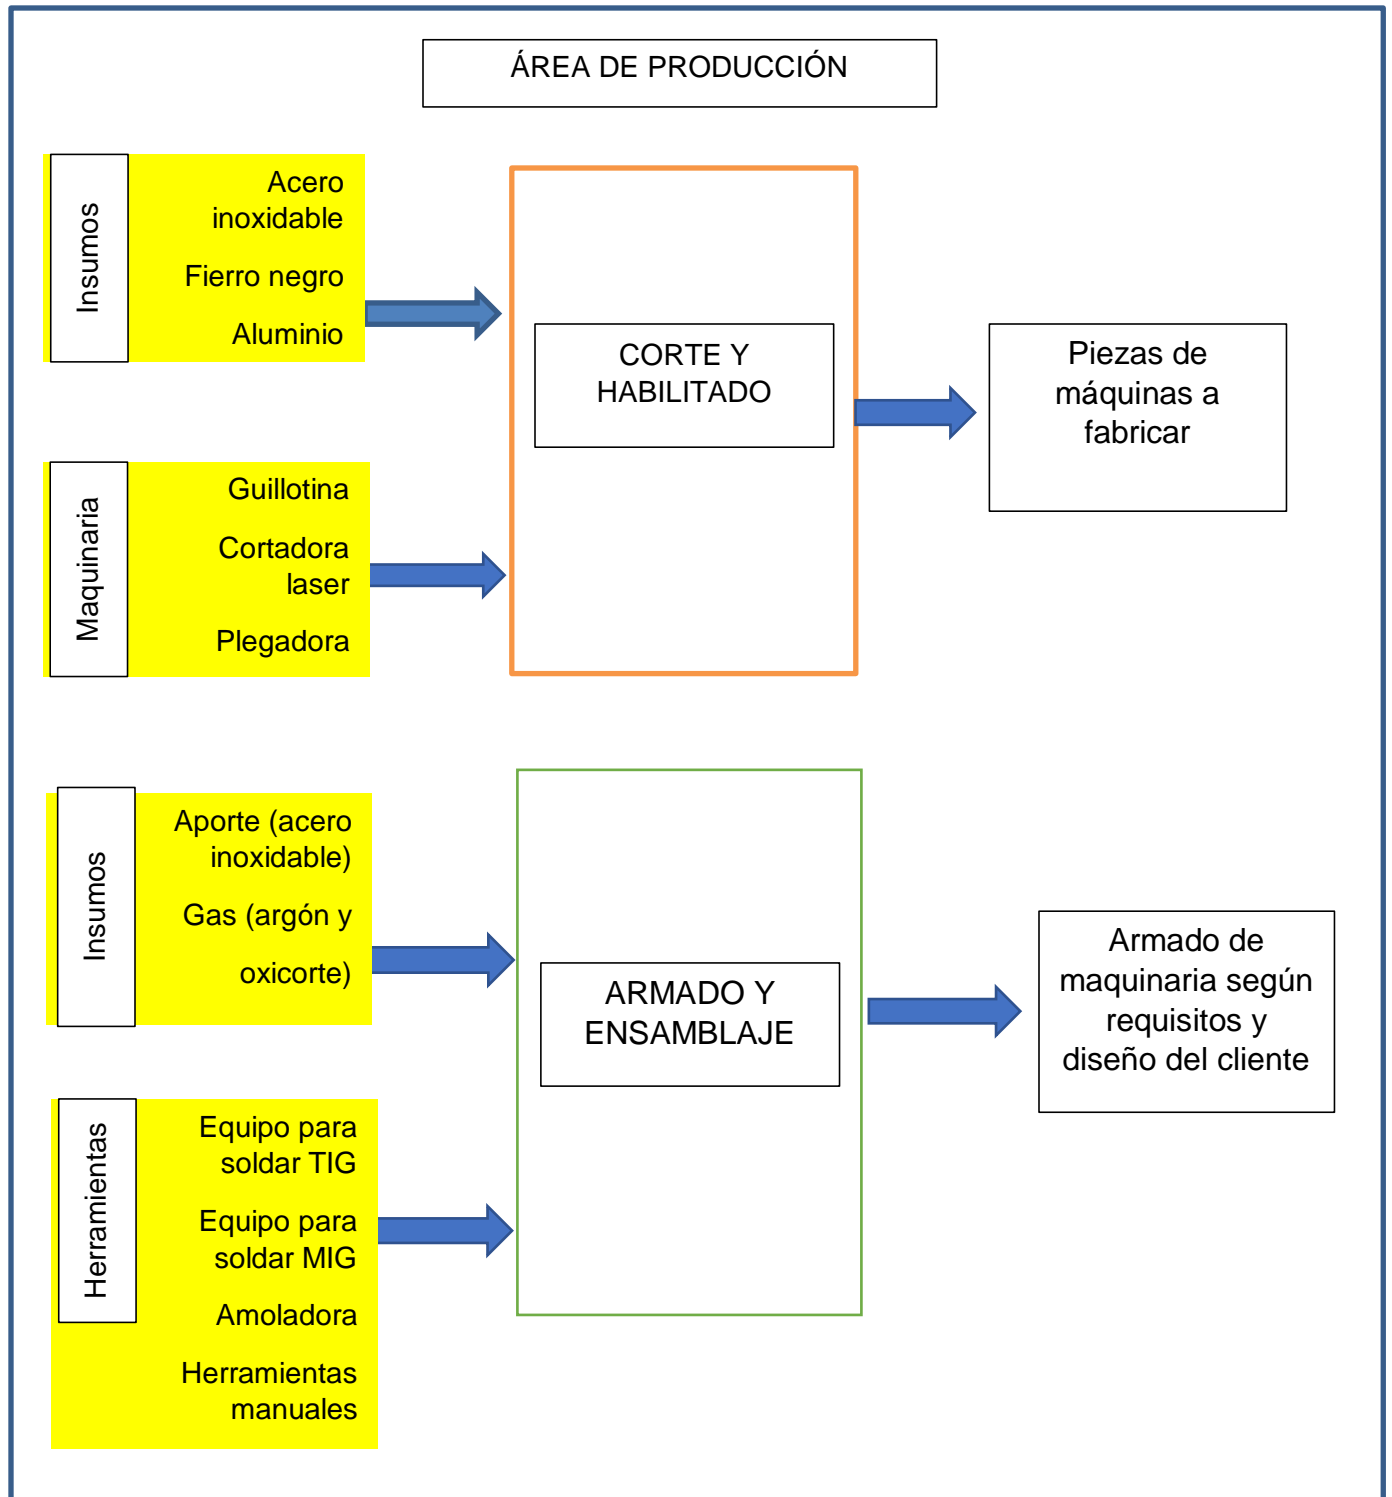 ÁREA DE PRODUCCIÓN
Insumos
Acero
inoxidable
Fierro negro
Aluminio
CORTE Y
HABILITADO
Piezas de
máquinas a
fabricar
Maquinaria
Guillotina
Cortadora
laser
Plegadora
Insumos
Aporte (acero
inoxidable)
Gas (argón y
oxicorte)
ARMADO Y
ENSAMBLAJE
Armado de
maquinaria según
requisitos y
diseño del cliente
Herramientas
Equipo para
soldar TIG
Equipo para
soldar MIG
Amoladora
Herramientas
manuales